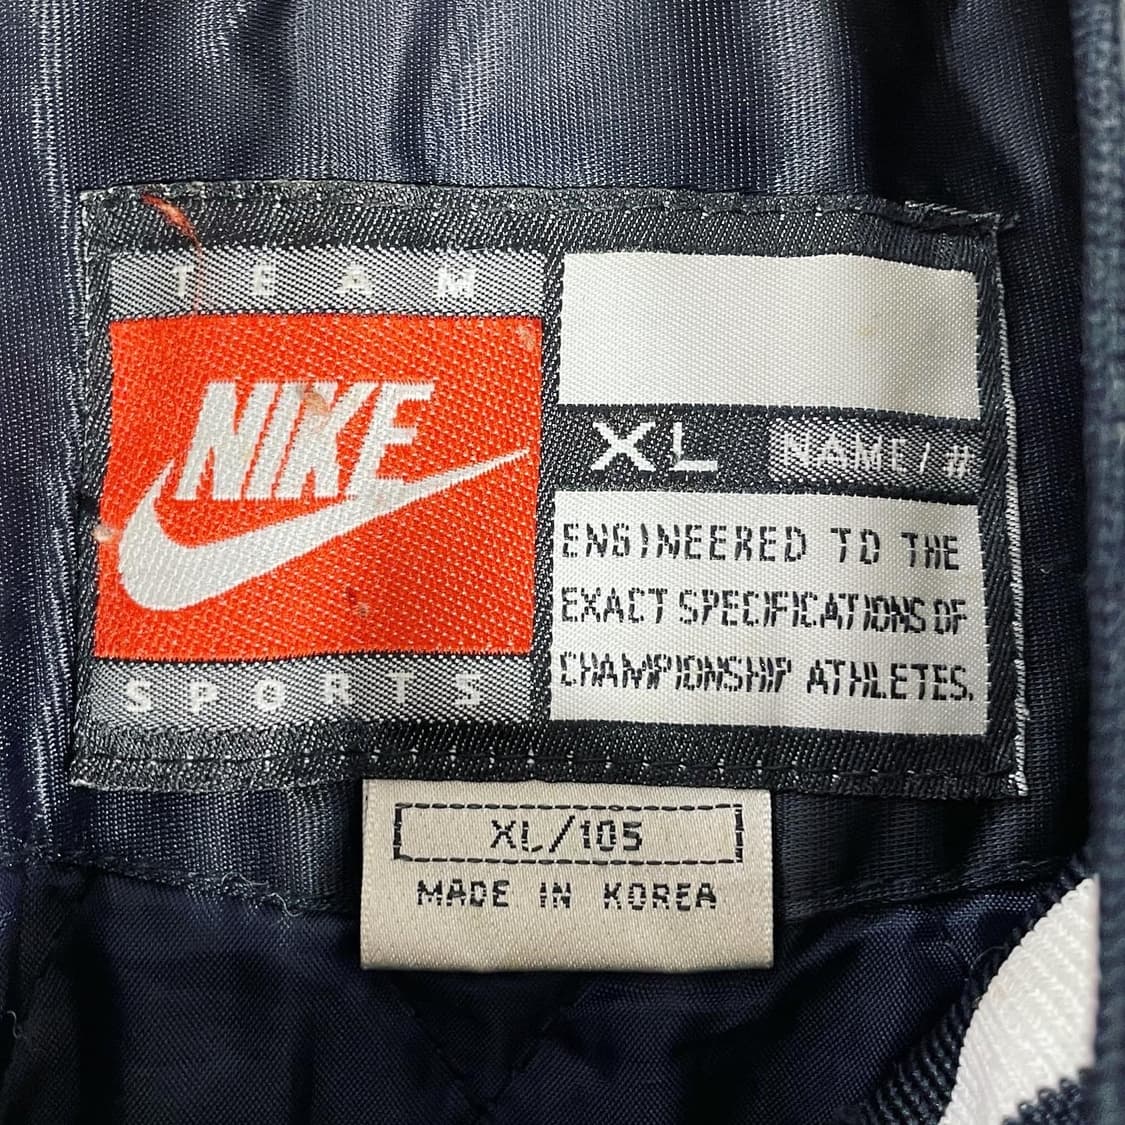 TEAM
NIKE
SPORTS
XL NAME/#
ENGINEERED TO THE
EXACT SPECIFICATIONS OF
CHAMPIONSHIP ATHLETES.
XL/105
MADE IN KOREA